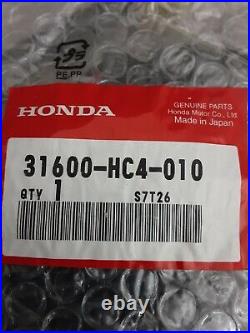 PE,PP
HONDA
GENUINE PARTS
Honda Motor Co., Ltd.
Made in Japan
31600-HC4-010
QTY 1 S7T26